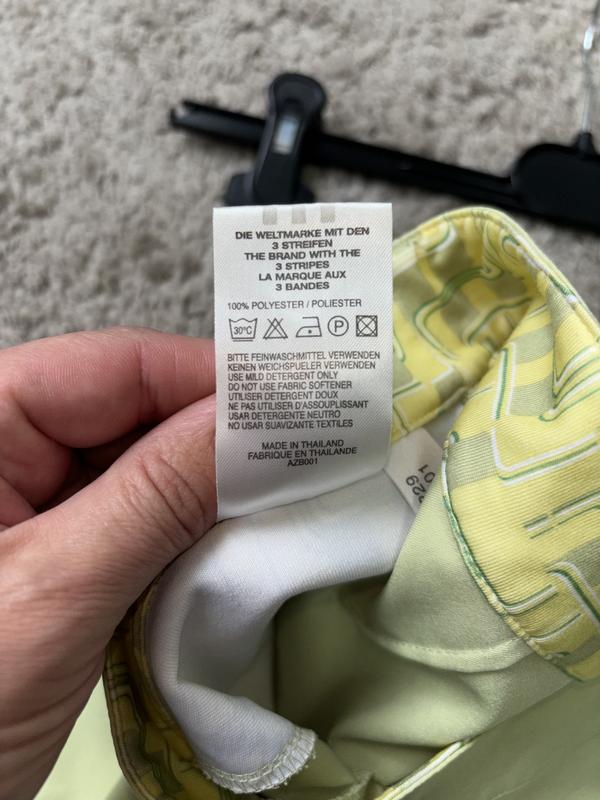 DIE WELTMARKE MIT DEN
3 STREIFEN
THE BRAND WITH THE
3 STRIPES
LA MARQUE AUX
3 BANDES
100% POLYESTER / POLIESTER
30°C P
BITTE FEINWASCHMITTEL VERWENDEN
KEINEN WEICHSPUELER VERWENDEN
USE MILD DETERGENT ONLY
DO NOT USE FABRIC SOFTENER
UTILISER DETERGENT DOUX
NE PAS UTILISER D'ASSOUPLISSANT
USAR DETERGENTE NEUTRO
NO USAR SUAVIZANTE TEXTILES
MADE IN THAILAND
FABRIQUE EN THAILANDE
AZB001
01